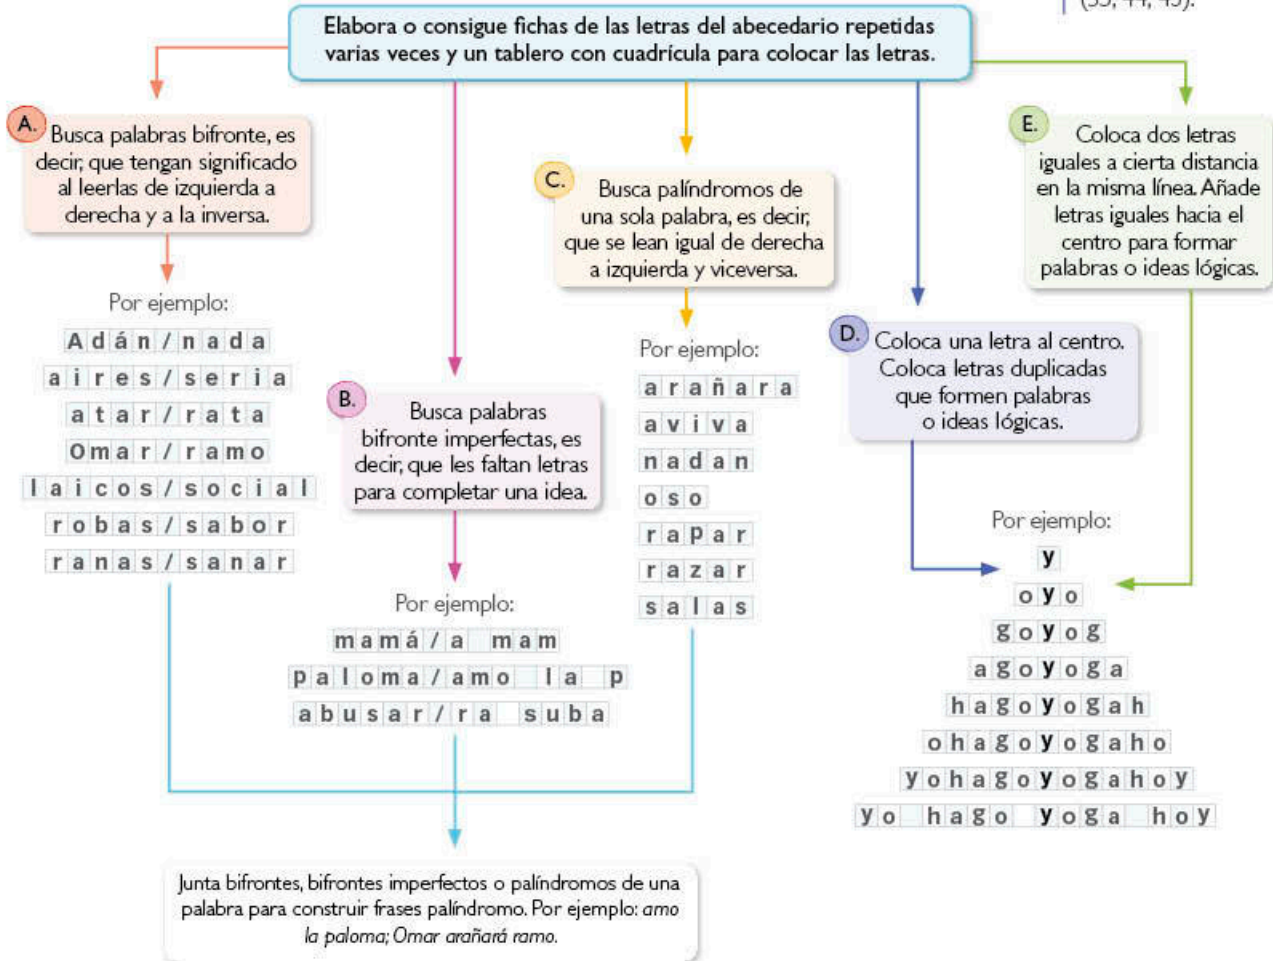 (35, 44, 45).
Elabora o consigue fichas de las letras del abecedario repetidas
varias veces y un tablero con cuadrícula para colocar las letras.
A.
Busca palabras bifronte, es
decir, que tengan significado
al leerlas de izquierda a
derecha y a la inversa.
Por ejemplo:
Adán/nada
aires/seria
atar/rata
Omar/ramo
laicos/social
robas/sabor
ranas/sanar
B.
Busca palabras
bifronte imperfectas, es
decir, que les faltan letras
para completar una idea.
Por ejemplo:
mamá/a mam
paloma/amo la p
abusar/ra suba
C.
Busca palíndromos de
una sola palabra, es decir,
que se lean igual de derecha
a izquierda y viceversa.
Por ejemplo:
arañara
aviva
nadan
oso
rapar
razar
salas
D.
Coloca una letra al centro.
Coloca letras duplicadas
que formen palabras
o ideas lógicas.
E.
Coloca dos letras
iguales a cierta distancia
en la misma línea. Añade
letras iguales hacia el
centro para formar
palabras o ideas lógicas.
Por ejemplo:
y
oyo
goyog
agoyoga
hagoyogah
ohagoyogaho
yohagoyogahoy
yo hago yoga hoy
Junta bifrontes, bifrontes imperfectos o palíndromos de una
palabra para construir frases palíndromo. Por ejemplo: amo
la paloma; Omar arañará ramo.